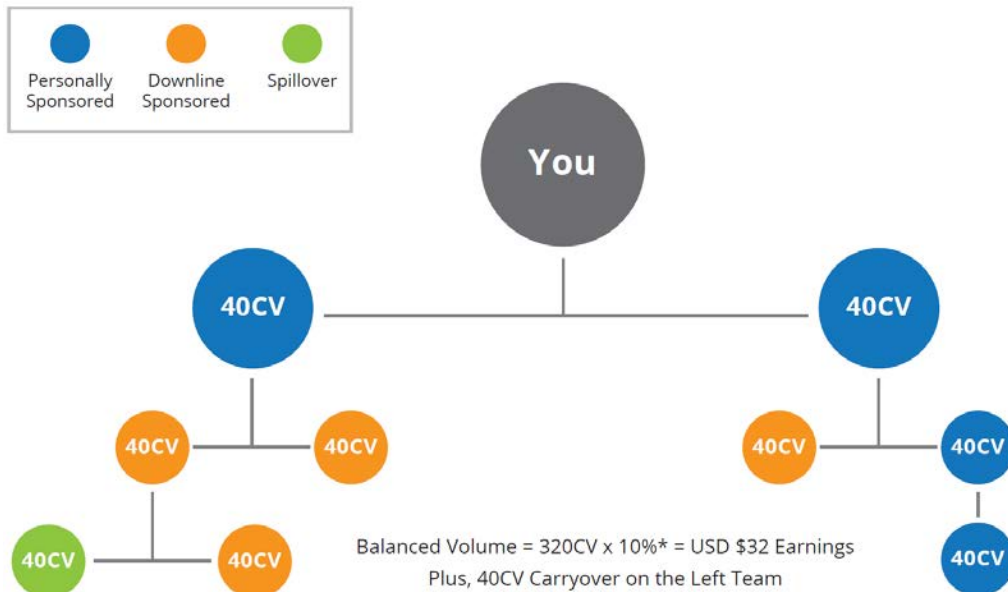 Personally
Sponsored
Downline
Sponsored
Spillover
You
40CV
40CV
40CV
40CV
40CV
40CV
40CV
40CV
40CV
Balanced Volume = 320CV x 10%* = USD $32 Earnings
Plus, 40CV Carryover on the Left Team